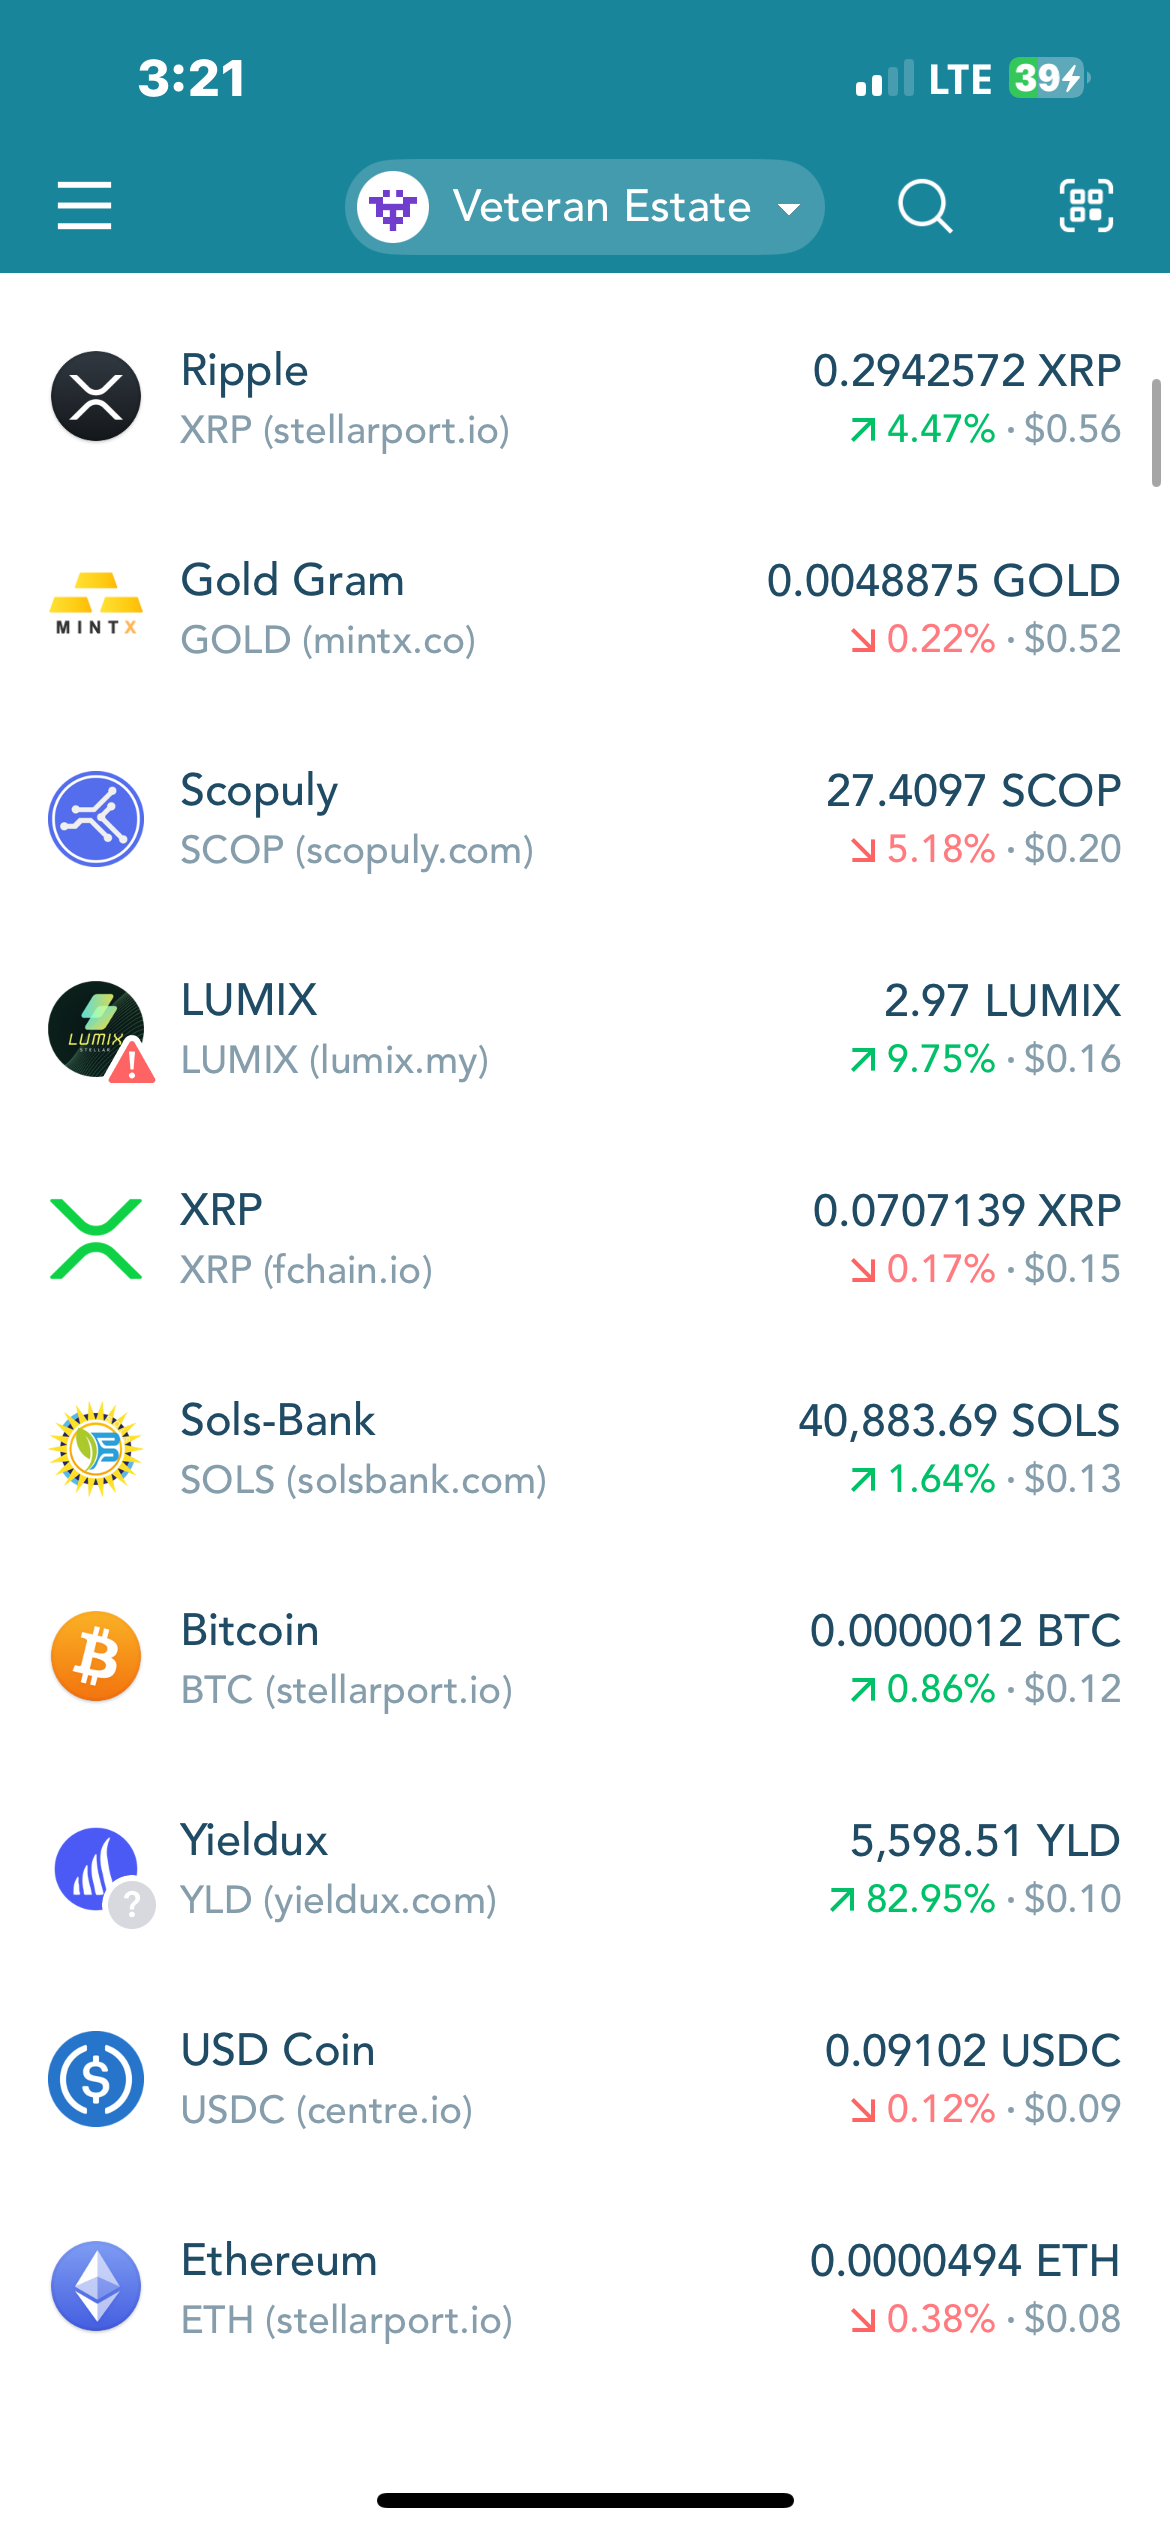 3:21
LTE 39
Veteran Estate
Ripple
0.2942572 XRP
XRP (stellarport.io)
4.47% · $0.56
MINTX
Gold Gram
0.0048875 GOLD
GOLD (mintx.co)
0.22% · $0.52
Scopuly
27.4097 SCOP
SCOP (scopuly.com)
5.18% · $0.20
LUMIX
STELLAR
LUMIX
2.97 LUMIX
LUMIX (lumix.my)
9.75% · $0.16
XRP
0.0707139 XRP
XRP (fchain.io)
0.17% · $0.15
Sols-Bank
40,883.69 SOLS
SOLS (solsbank.com)
1.64% · $0.13
Bitcoin
0.0000012 BTC
BTC (stellarport.io)
0.86% · $0.12
?
Yieldux
5,598.51 YLD
YLD (yieldux.com)
82.95% · $0.10
USD Coin
0.09102 USDC
USDC (centre.io)
0.12% · $0.09
Ethereum
0.0000494 ETH
ETH (stellarport.io)
0.38% · $0.08